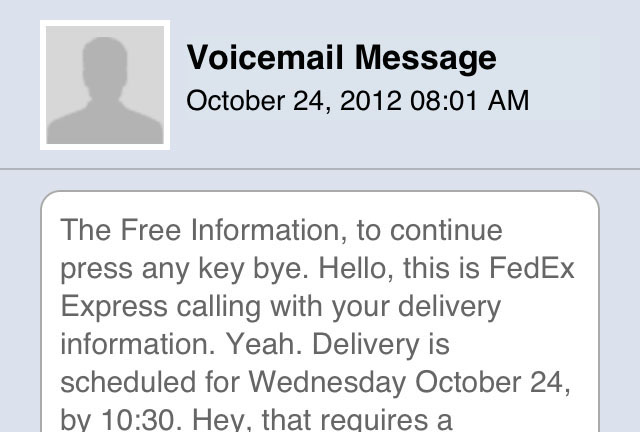 Voicemail Message
October 24, 2012 08:01 AM
The Free Information, to continue
press any key bye. Hello, this is FedEx
Express calling with your delivery
information. Yeah. Delivery is
scheduled for Wednesday October 24,
by 10:30. Hey, that requires a